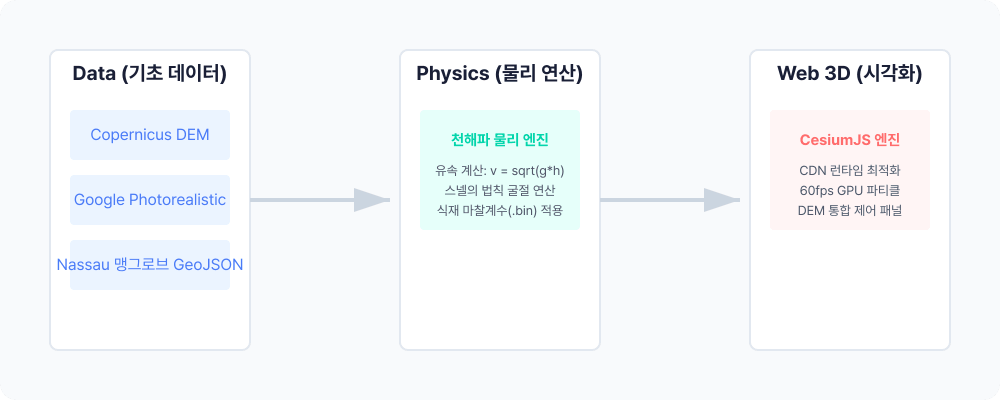 Data (기초 데이터)
Copernicus DEM
Google Photorealistic
Nassau 맹그로브 GeoJSON
Physics (물리 연산)
천해파 물리 엔진
유속 계산: v = sqrt(g*h)
스넬의 법칙 굴절 연산
식재 마찰계수(.bin) 적용
Web 3D (시각화)
CesiumJS 엔진
CDN 런타임 최적화
60fps GPU 파티클
DEM 통합 제어 패널